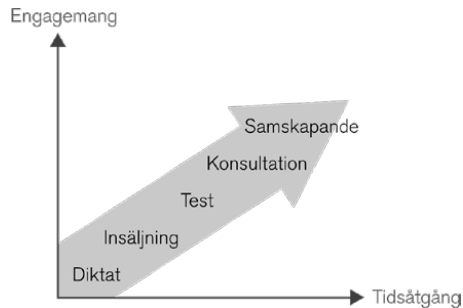 Engagemang
Samskapande
Konsultation
Test
Insäljning
Diktat
Tidsåtgång